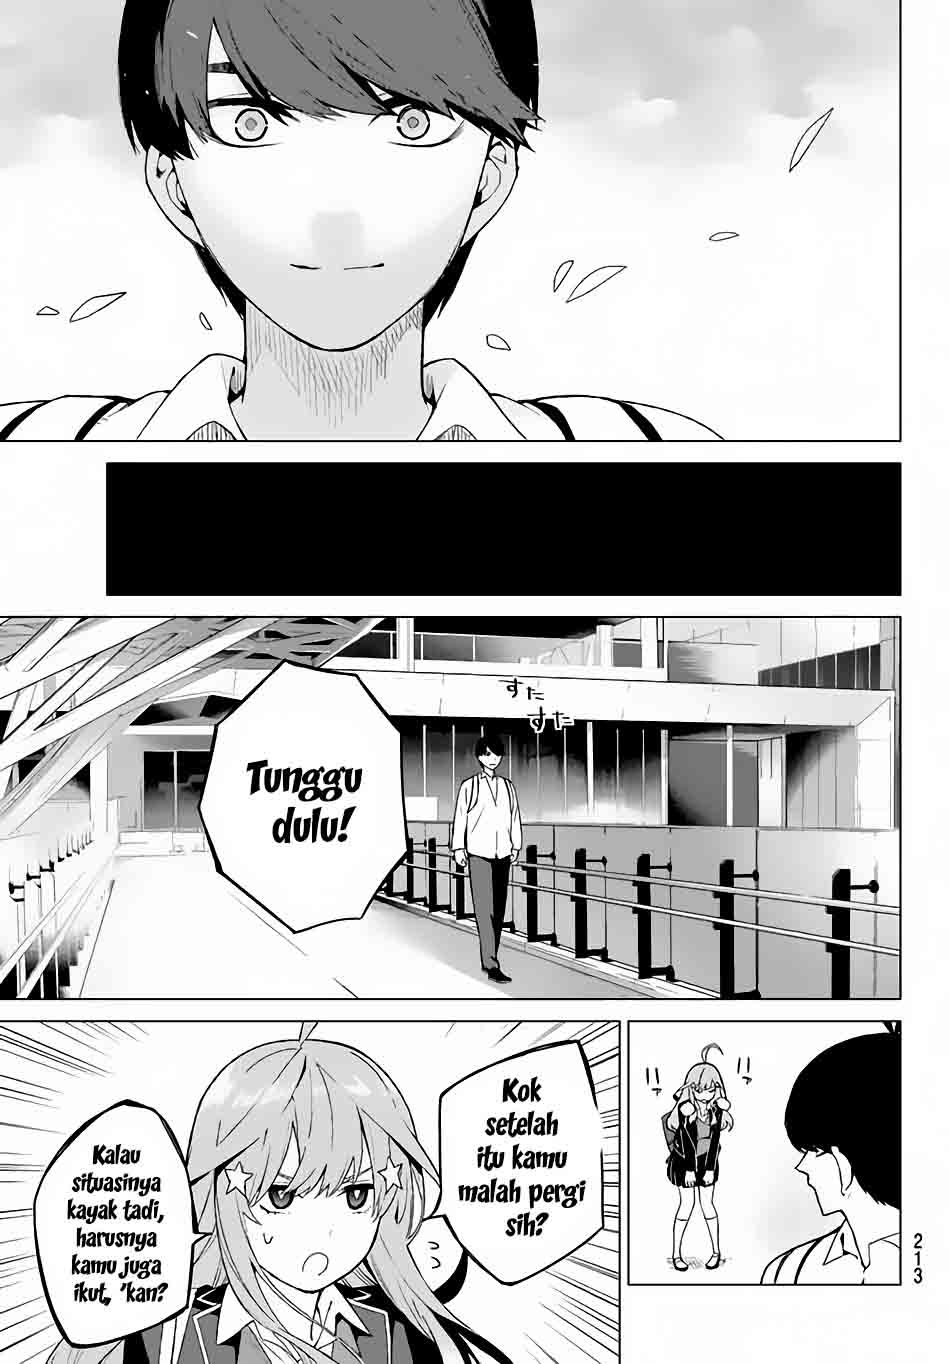 すた
すた
Tunggu
dulu!
Kok
setelah
itu kamu
malah pergi
sih?
Kalau
situasinya
kayak tadi,
harusnya
kamu juga
ikut, 'kan?
213